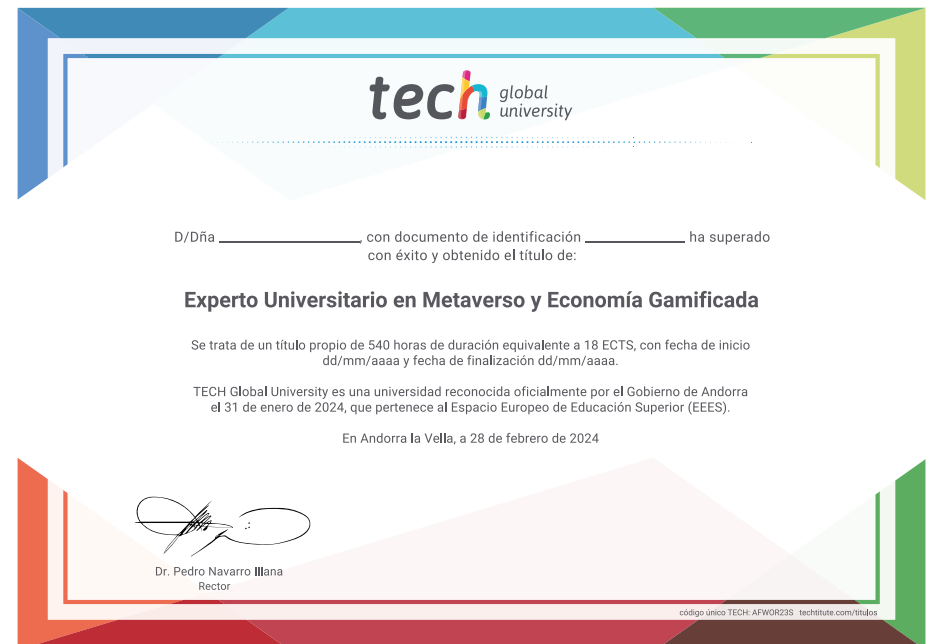 tech global university
D/Dña ______________, con documento de identificación __________ ha superado
con éxito y obtenido el título de:
Experto Universitario en Metaverso y Economía Gamificada
Se trata de un título propio de 540 horas de duración equivalente a 18 ECTS, con fecha de inicio
dd/mm/aaaa y fecha de finalización dd/mm/aaaa.
TECH Global University es una universidad reconocida oficialmente por el Gobierno de Andorra
el 31 de enero de 2024, que pertenece al Espacio Europeo de Educación Superior (EEES).
En Andorra la Vella, a 28 de febrero de 2024
Dr. Pedro Navarro Illana
Rector
código único TECH: AFWOR23S techtitute.com/titulos